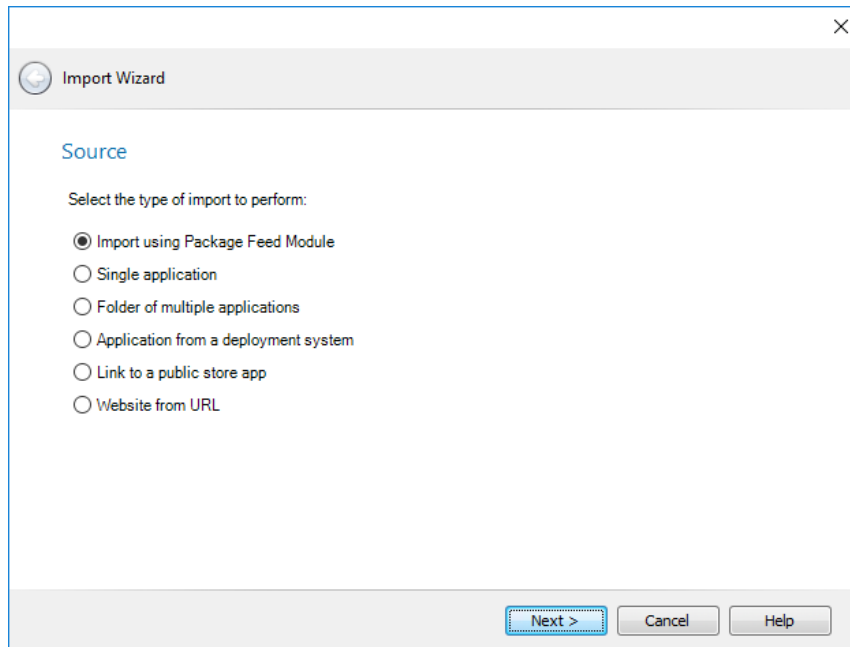 Import Wizard
Source
Select the type of import to perform:
Import using Package Feed Module
Single application
Folder of multiple applications
Application from a deployment system
Link to a public store app
Website from URL
Next > Cancel Help